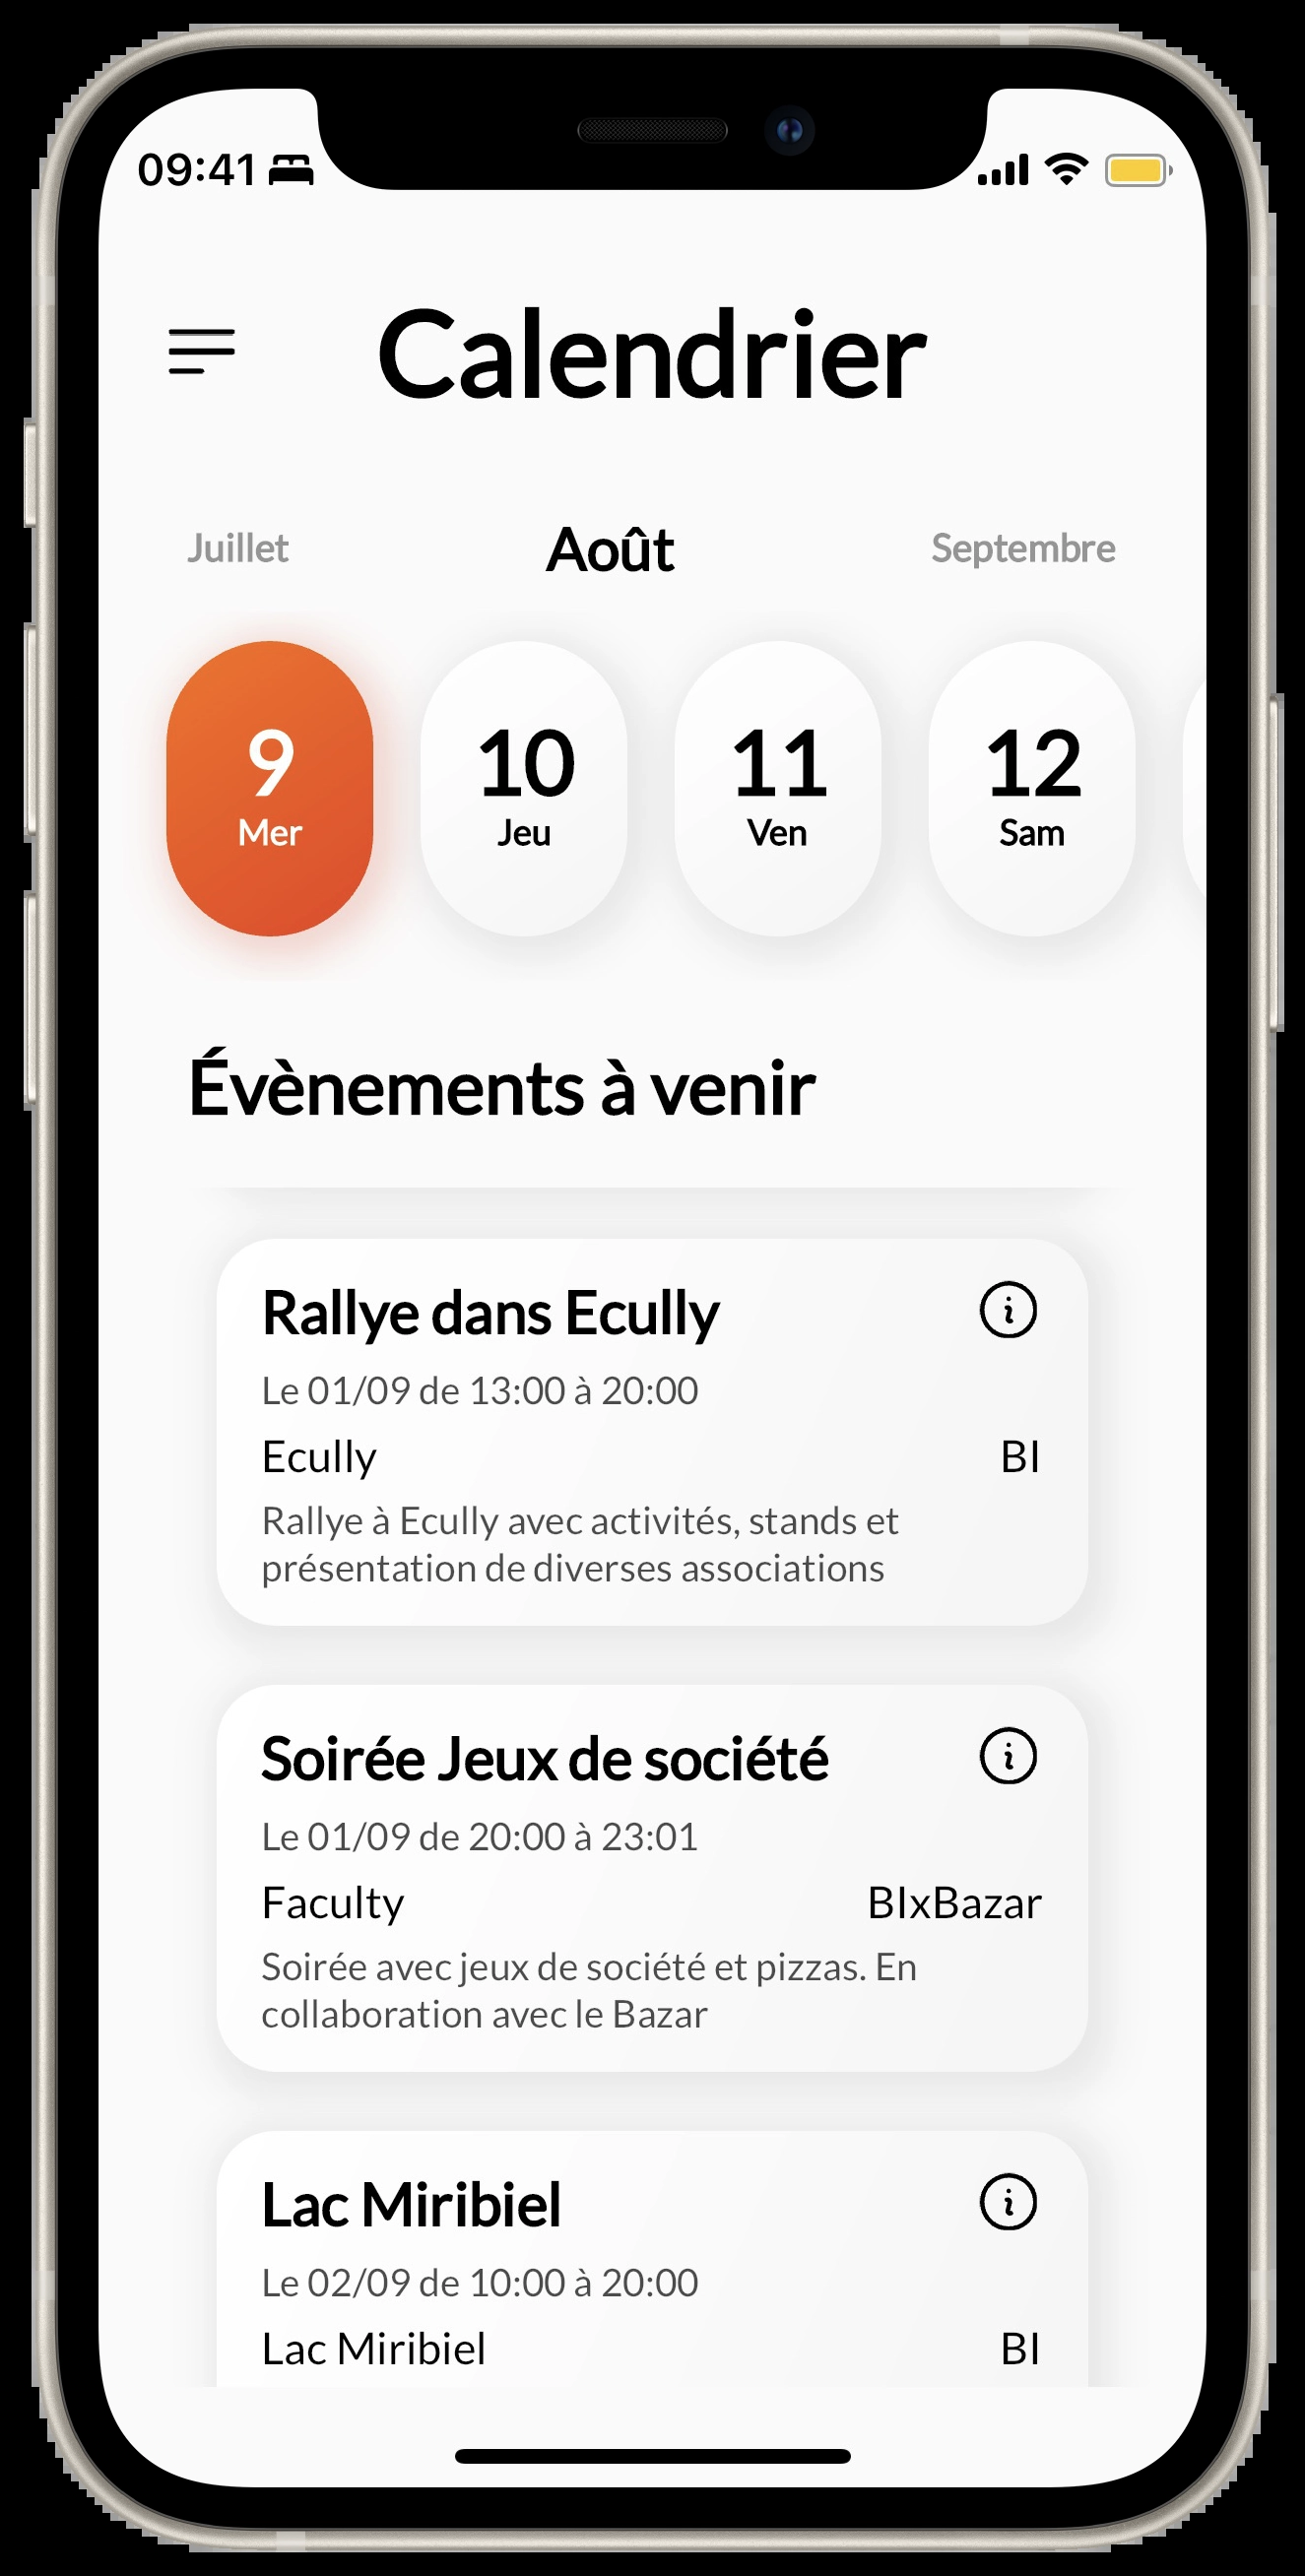 09:41
Calendrier
Juillet Août Septembre
9 10 11 12
Mer Jeu Ven Sam
Évènements à venir
Rallye dans Ecully
Le 01/09 de 13:00 à 20:00
Ecully BI
Rallye à Ecully avec activités, stands et
présentation de diverses associations
Soirée Jeux de société
Le 01/09 de 20:00 à 23:01
Faculty BIxBazar
Soirée avec jeux de société et pizzas. En
collaboration avec le Bazar
Lac Miribiel
Le 02/09 de 10:00 à 20:00
Lac Miribiel BI